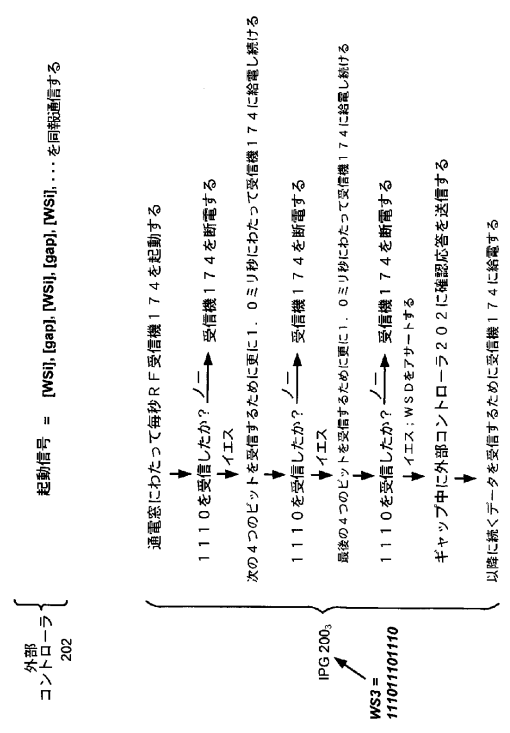 外部
コントローラ
202
起動信号 = [WSi], [gap], [WSi], [gap], [WSi], ... を同報通信する
通電窓にわたって毎秒RF受信機174を起動する
1110を受信したか? ノー 受信機174を断電する
イエス
次の4つのビットを受信するために更に1.0ミリ秒にわたって受信機174に給電し続ける
1110を受信したか? ノー 受信機174を断電する
イエス
最後の4つのビットを受信するために更に1.0ミリ秒にわたって受信機174に給電し続ける
1110を受信したか? ノー 受信機174を断電する
イエス:WSDをアサートする
ギャップ中に外部コントローラ202に確認応答を送信する
以降に続くデータを受信するために受信機174に給電する
IPG 200₃
WS3 =
111011101110